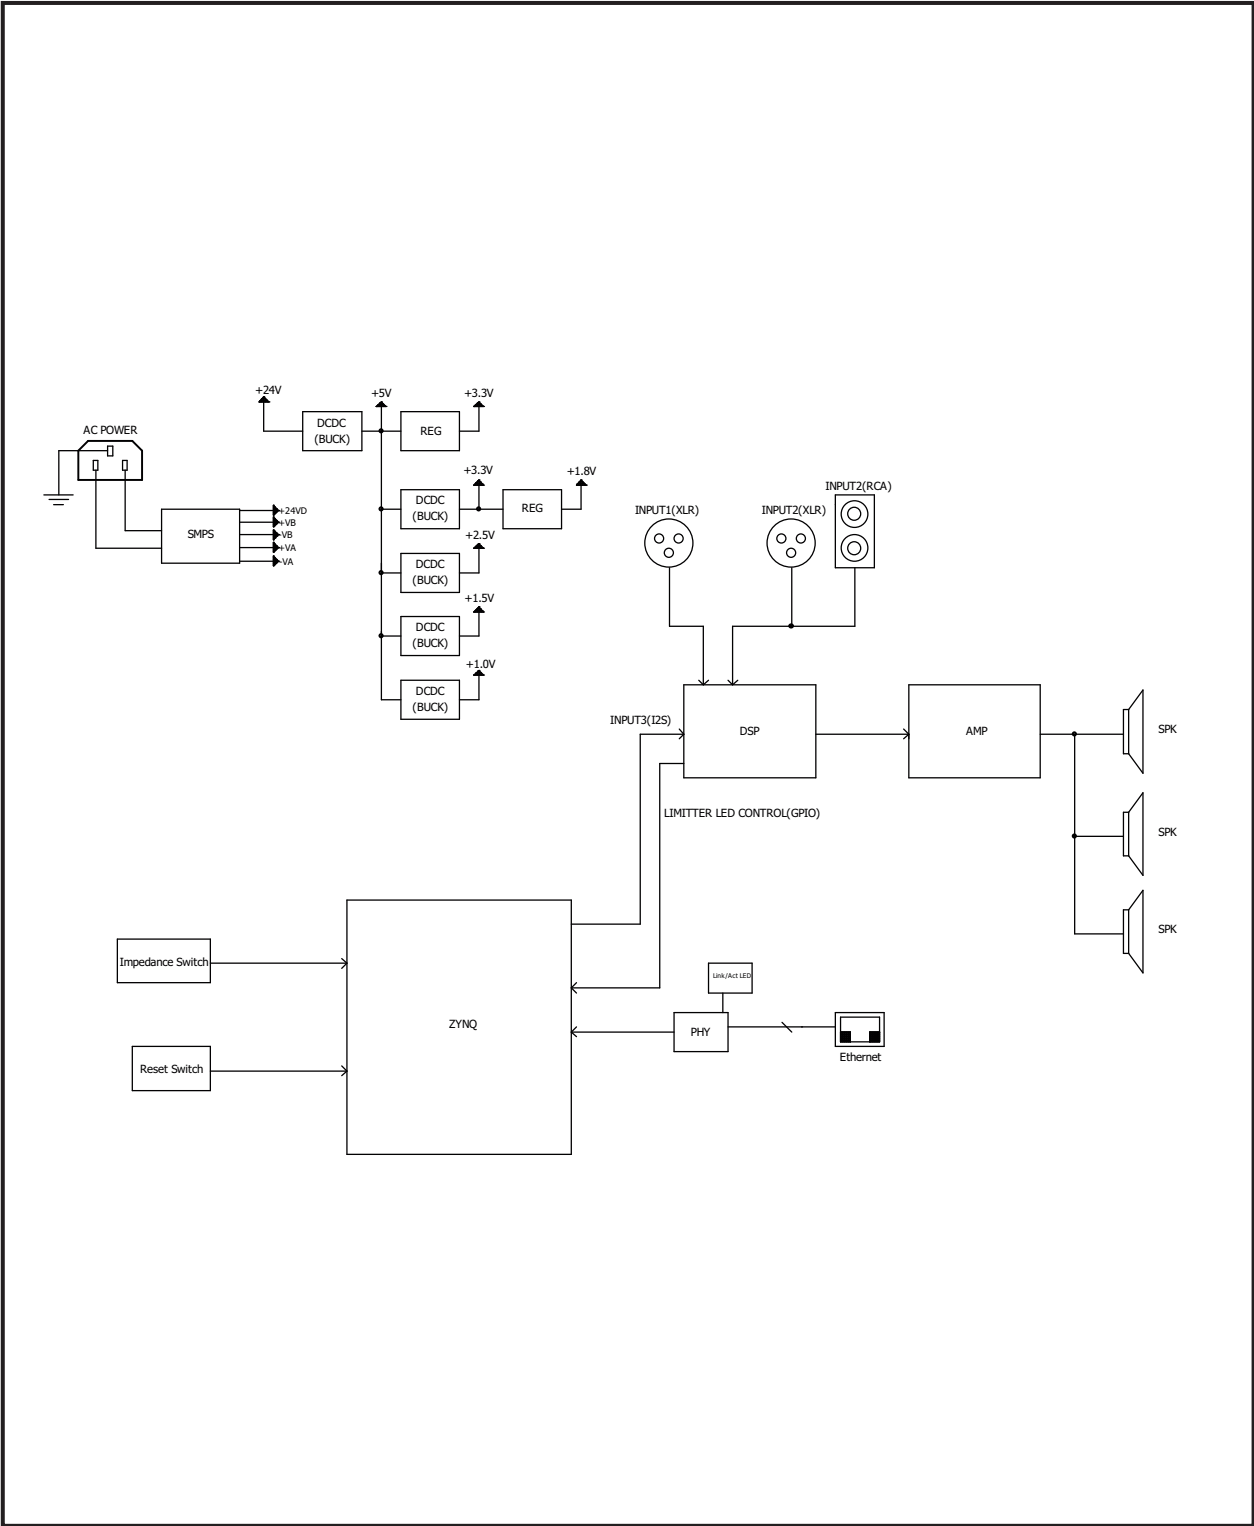 +24V
+5V
+3.3V
DCDC
(BUCK)
REG
AC POWER
+3.3V
+1.8V
DCDC
(BUCK)
REG
INPUT2(RCA)
INPUT1(XLR)
INPUT2(XLR)
+24VD
+VB
-VB
+VA
-VA
SMPS
+2.5V
DCDC
(BUCK)
+1.5V
DCDC
(BUCK)
+1.0V
DCDC
(BUCK)
INPUT3(I2S)
DSP
AMP
SPK
LIMITTER LED CONTROL(GPIO)
SPK
SPK
Impedance Switch
Link/Act LED
ZYNQ
PHY
Ethernet
Reset Switch